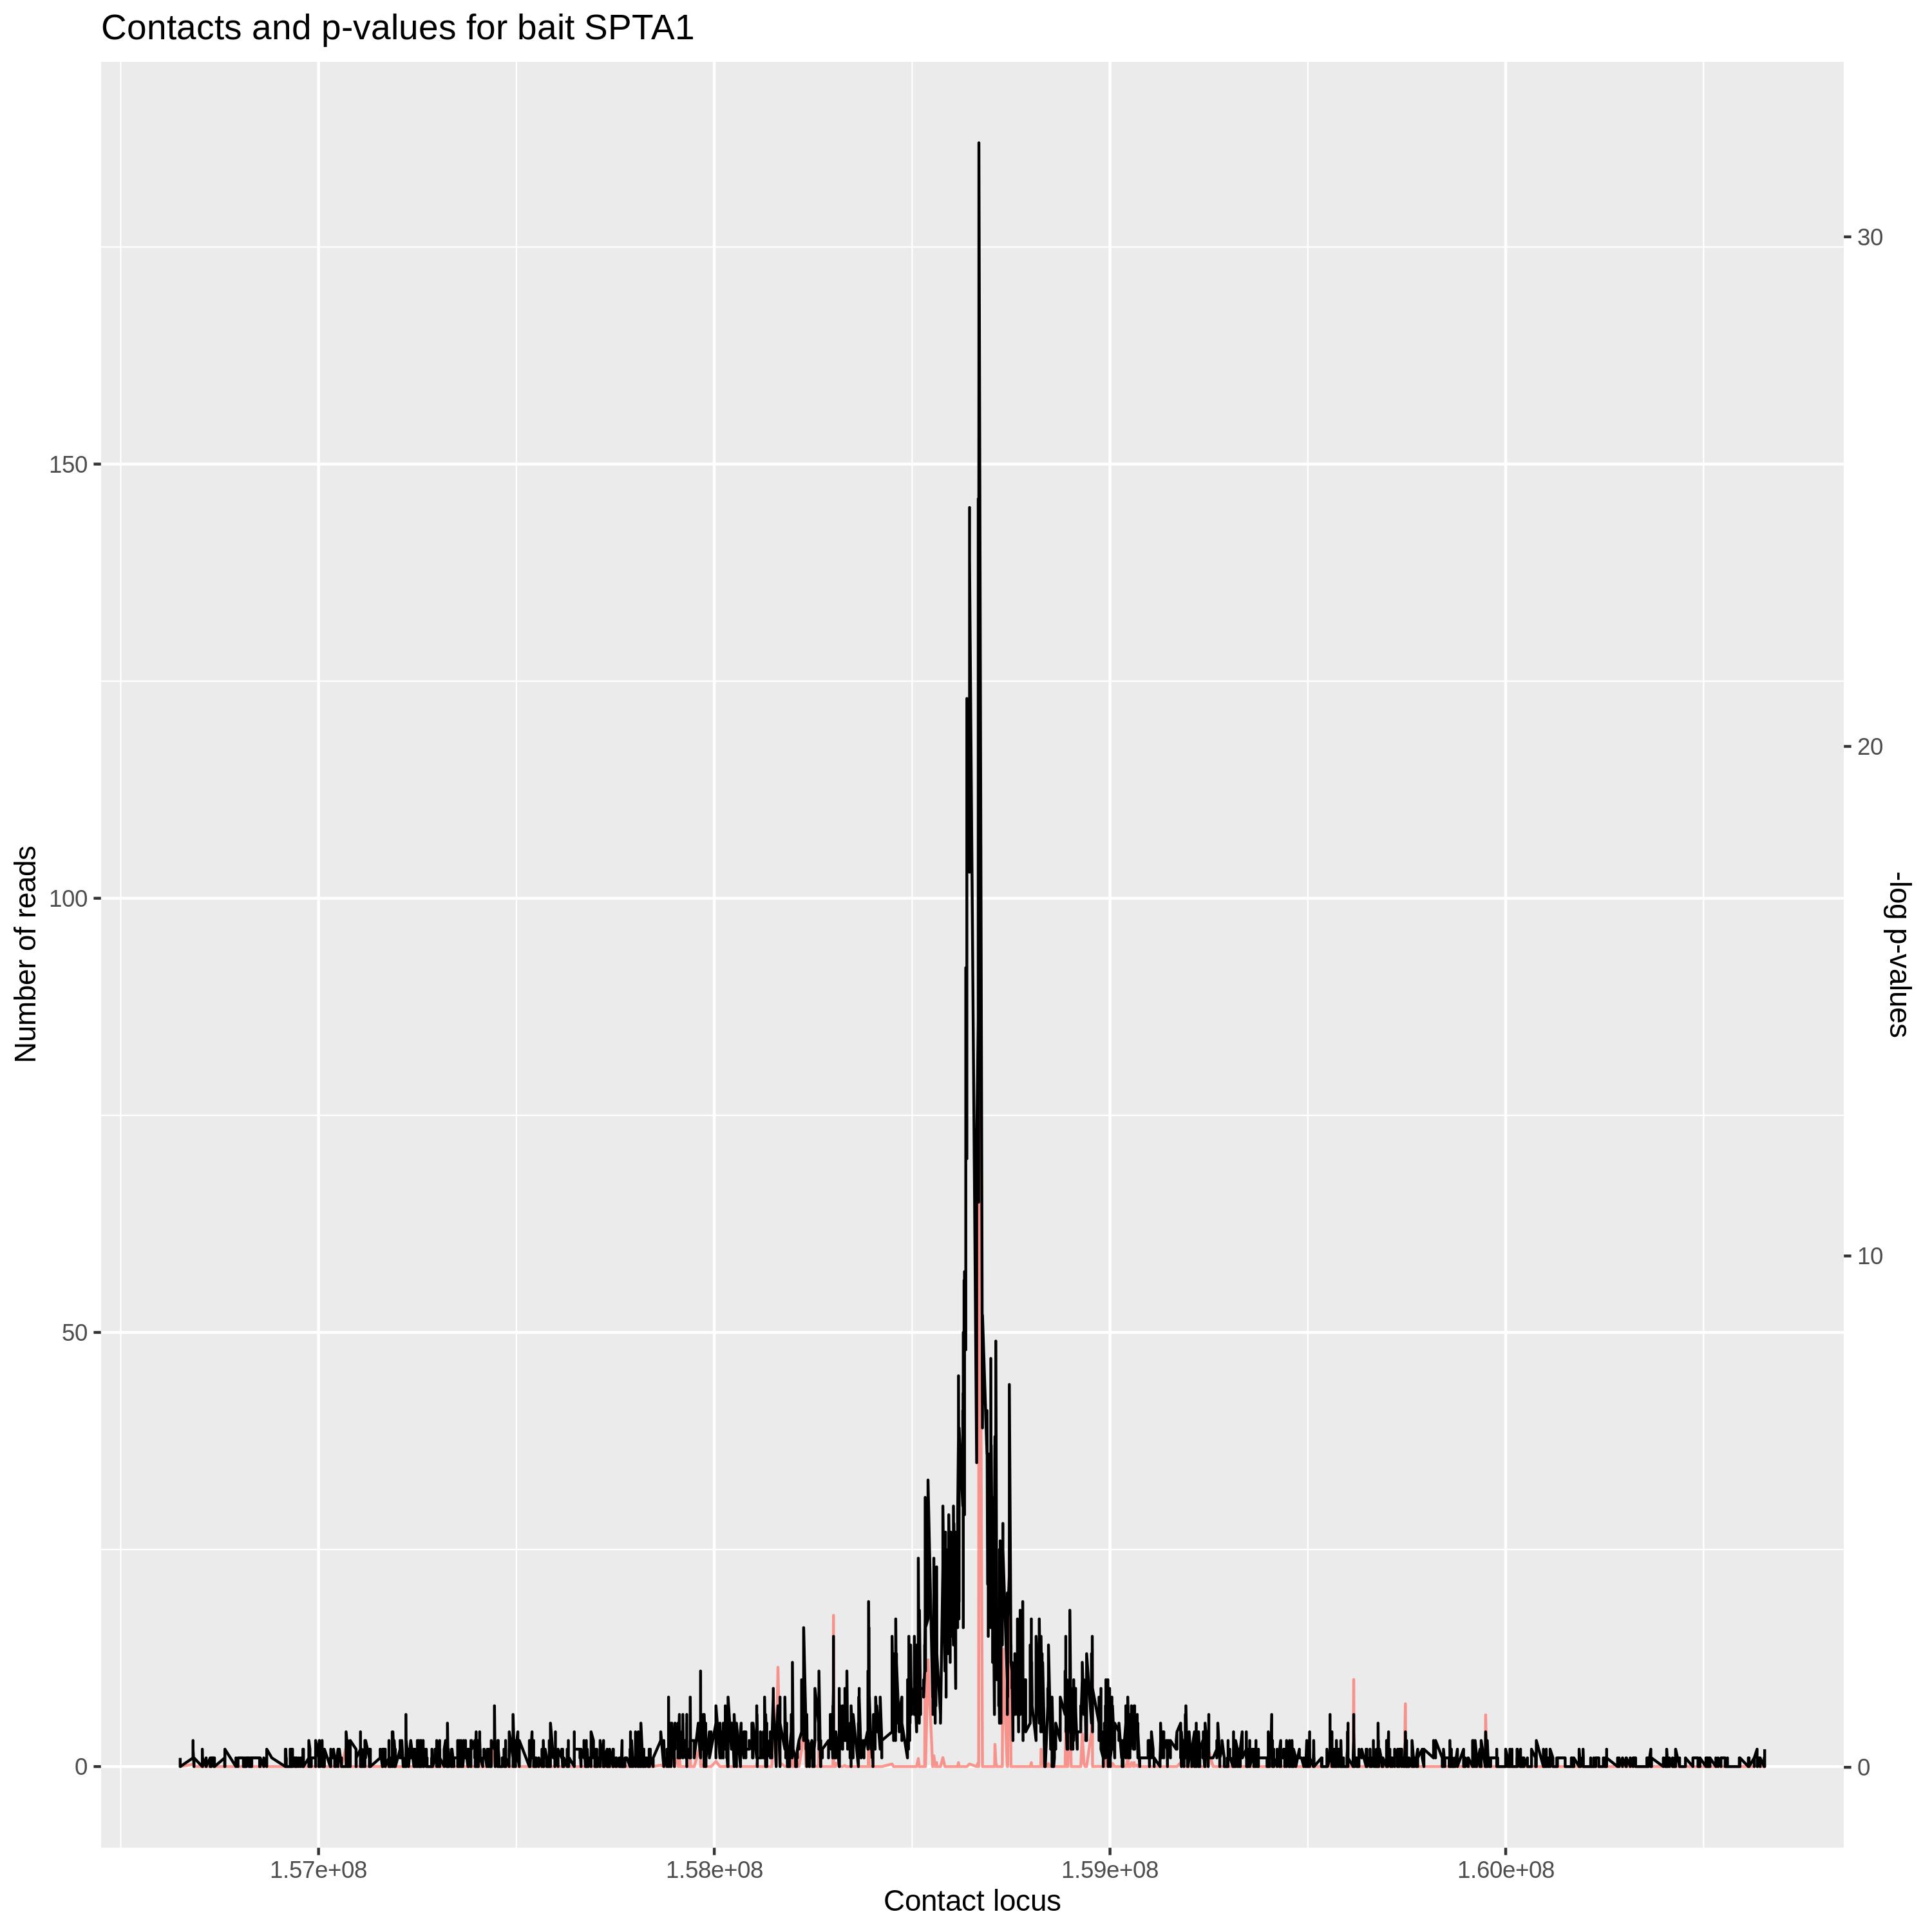 Contacts and p-values for bait SPTA1
30
150
20
Number of reads
-log p-values
100
10
50
0
0
1.57e+08
1.58e+08
1.59e+08
1.60e+08
Contact locus